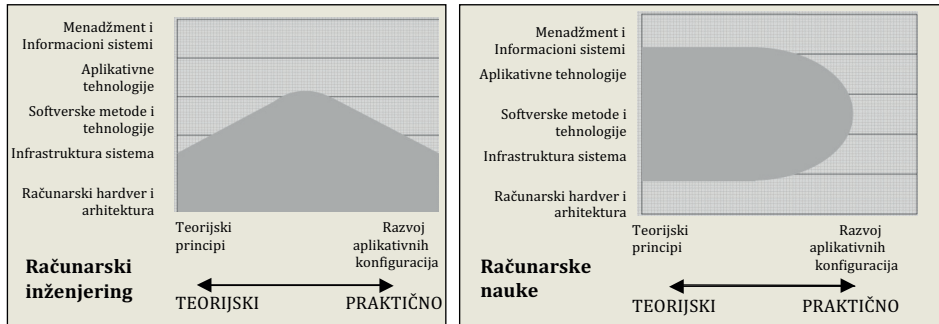 Menadžment i
Informacioni sistemi
Aplikativne
tehnologije
Softverske metode i
tehnologije
Infrastruktura sistema
Računarski hardver i
arhitektura
Teorijski
principi
Razvoj
aplikativnih
konfiguracija
Računarski
inženjering
TEORIJSKI
PRAKTIČNO
Menadžment i
Informacioni sistemi
Aplikativne tehnologije
Softverske metode i
tehnologije
Infrastruktura sistema
Računarski hardver i
arhitektura
Teorijski
principi
Razvoj
aplikativnih
konfiguracija
Računarske
nauke
TEORIJSKI
PRAKTIČNO